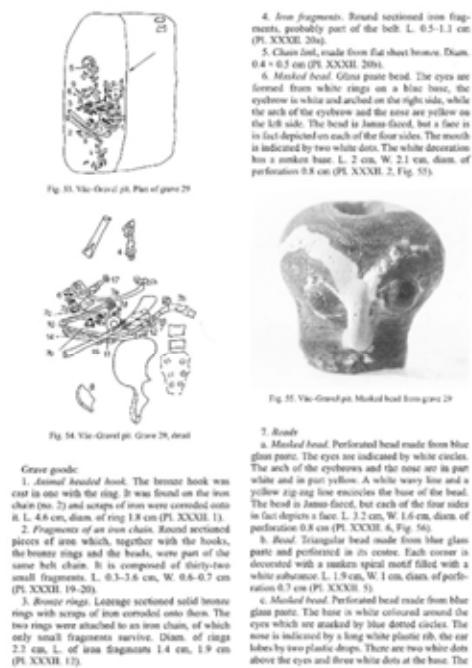 Fig. 53. Vác-Gravel pit. Plan of grave 29
Fig. 54. Vác-Gravel pit. Grave 29, detail
Grave goods:
1. Animal headed hook. The bronze hook was
cast in one with the ring. It was found on the iron
chain (no. 2) and scraps of iron were corroded onto
it. L. 4.6 cm, diam. of ring 1.8 cm (Pl. XXXII. 1).
2. Fragments of an iron chain. Round sectioned
pieces of iron which, together with the hooks,
the bronze rings and the beads, were part of the
same belt chain. It is composed of thirty-two
small fragments. L. 0.3–3.6 cm, W. 0.6–0.7 cm
(Pl. XXXII. 19–20).
3. Bronze rings. Lozenge sectioned solid bronze
rings with scraps of iron corroded onto them. The
two rings were attached to an iron chain, of which
only small fragments survive. Diam. of rings
2.2 cm, L. of iron fragments 1.4 cm, 1.9 cm
(Pl. XXXII. 12).
4. Iron fragments. Round sectioned iron frag-
ments, probably part of the belt. L. 0.5–1.1 cm
(Pl. XXXII. 20a).
5. Chain link, made from flat sheet bronze. Diam.
0.4 × 0.5 cm (Pl. XXXII. 20b).
6. Masked bead. Glass paste bead. The eyes are
formed from white rings on a blue base, the
eyebrow is white and arched on the right side, while
the arch of the eyebrow and the nose are yellow on
the left side. The bead is Janus-faced, but a face is
in fact depicted on each of the four sides. The mouth
is indicated by two white dots. The white decoration
has a sunken base. L. 2 cm, W. 2.1 cm, diam. of
perforation 0.8 cm (Pl. XXXII. 2, Fig. 55).
Fig. 55. Vác-Gravel pit. Masked bead from grave 29
7. Beads
a. Masked bead. Perforated bead made from blue
glass paste. The eyes are indicated by white circles.
The arch of the eyebrows and the nose are in part
white and in part yellow. A white wavy line and a
yellow zig-zag line encircles the base of the bead.
The bead is Janus-faced, but each of the four sides
in fact depicts a face. L. 3.2 cm, W. 1.6 cm, diam. of
perforation 0.8 cm (Pl. XXXII. 6, Fig. 56).
b. Bead. Triangular bead made from blue glass
paste and perforated in its centre. Each corner is
decorated with a sunken spiral motif filled with a
white substance. L. 1.9 cm, W. 1 cm, diam. of perfo-
ration 0.7 cm (Pl. XXXII. 5).
c. Masked bead. Perforated bead made from blue
glass paste. The base is white coloured around the
eyes which are marked by blue dotted circles. The
nose is indicated by a long white plastic rib, the ear
lobes by two plastic drops. There are two white dots
above the eyes and three white dots at the base. The